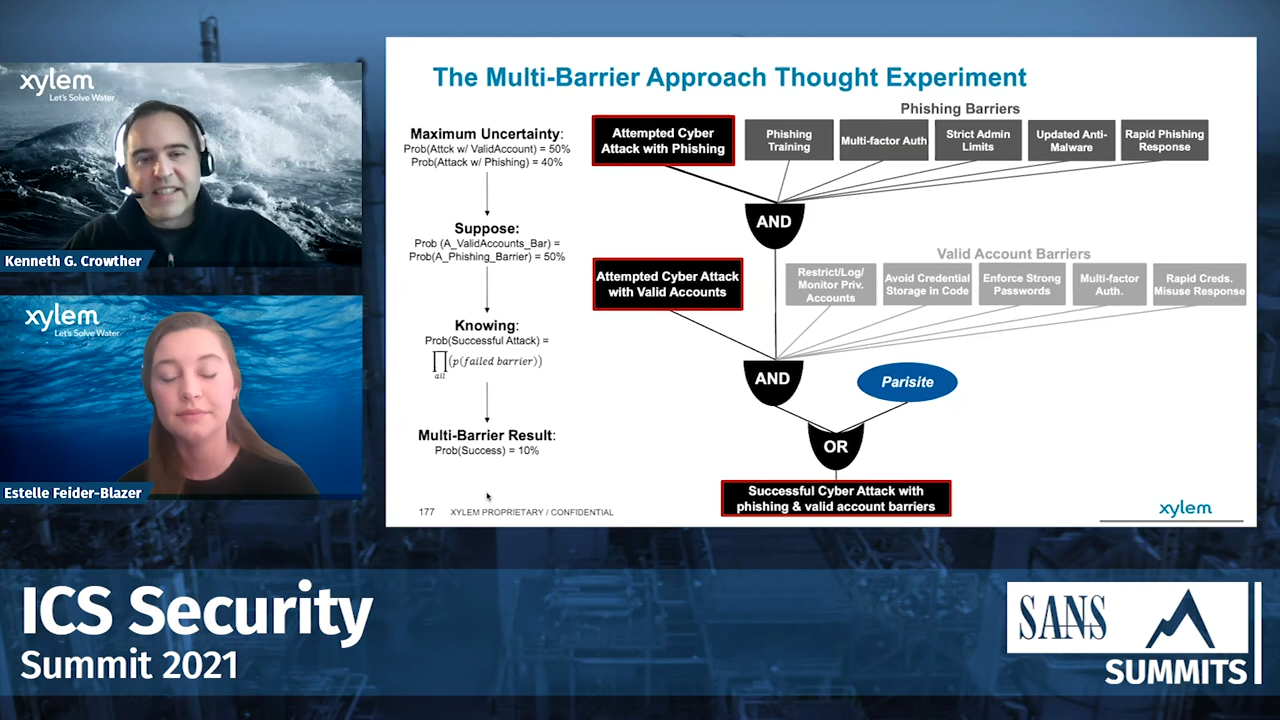 xylem
Let's Solve Water
Kenneth G. Crowther
xylem
Let's Solve Water
Estelle Feider-Blazer
The Multi-Barrier Approach Thought Experiment
Maximum Uncertainty:
Prob(Attck w/ ValidAccount) = 50%
Prob(Attack w/ Phishing) = 40%
Suppose:
Prob (A_ValidAccounts_Bar) =
Prob(A_Phishing_Barrier) = 50%
Knowing:
Prob(Successful Attack) =
∏(p(failed barrier))
all
Multi-Barrier Result:
Prob(Success) = 10%
Phishing Barriers
Attempted Cyber
Attack with Phishing
Phishing
Training
Multi-factor Auth
Strict Admin
Limits
Updated Anti-
Malware
Rapid Phishing
Response
AND
Valid Account Barriers
Attempted Cyber Attack
with Valid Accounts
Restrict/Log/
Monitor Priv.
Accounts
Avoid Credential
Storage in Code
Enforce Strong
Passwords
Multi-factor
Auth.
Rapid Creds.
Misuse Response
AND
Parisite
OR
Successful Cyber Attack with
phishing & valid account barriers
177 XYLEM PROPRIETARY / CONFIDENTIAL
xylem
ICS Security
Summit 2021
SANS
SUMMITS